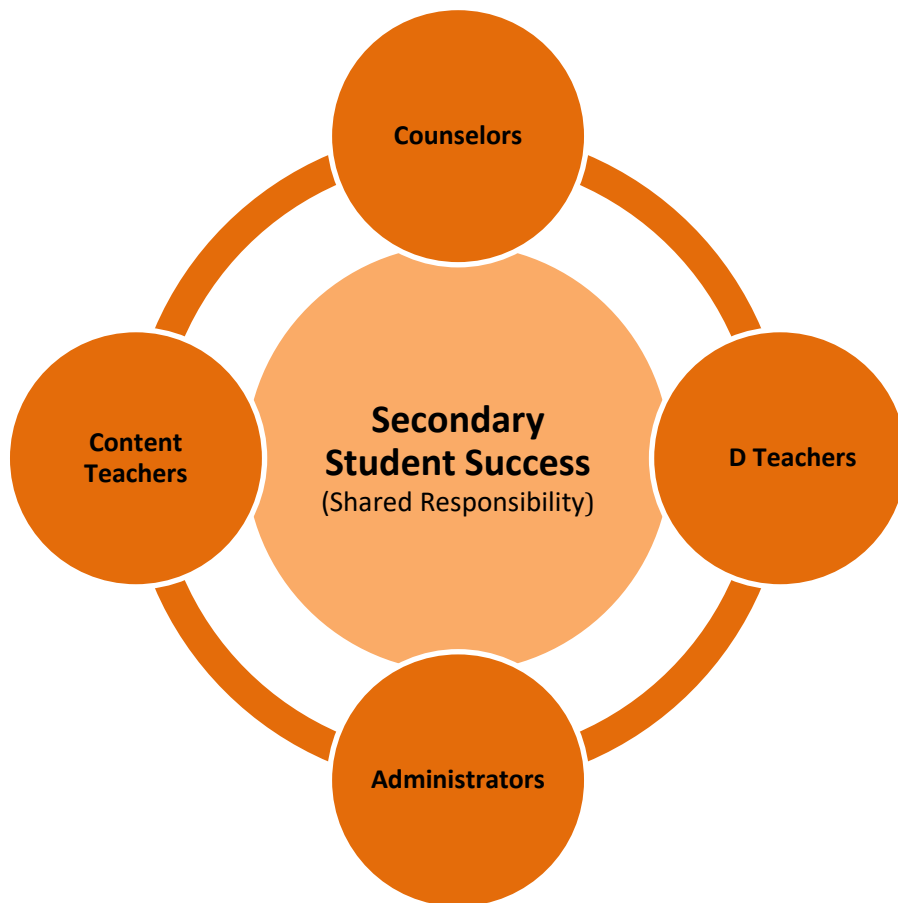 Counselors
Secondary
Student Success
(Shared Responsibility)
Content
Teachers
D Teachers
Administrators